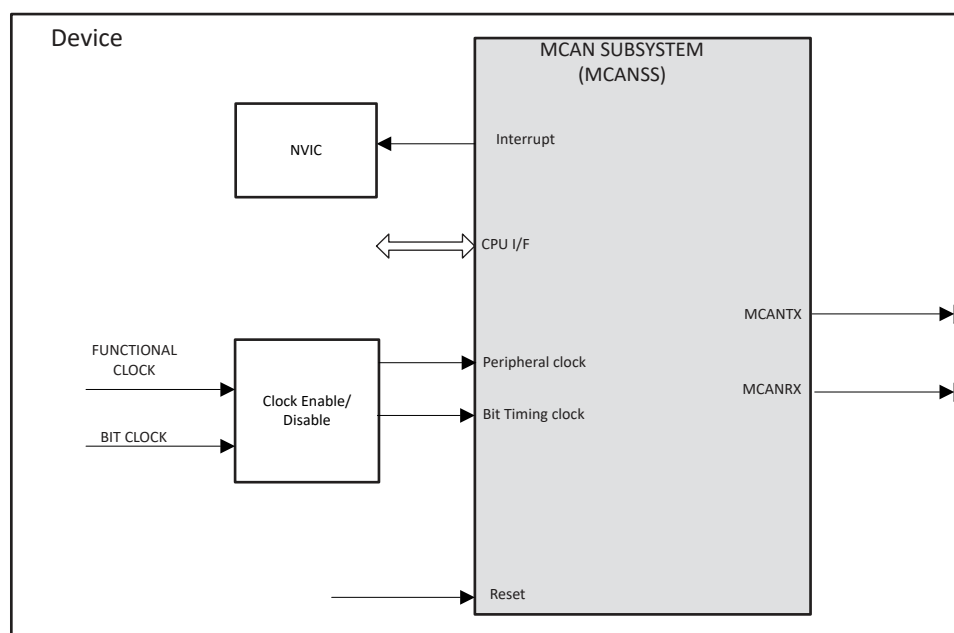 Device
MCAN SUBSYSTEM
(MCANSS)
NVIC
Interrupt
CPU I/F
MCANTX
FUNCTIONAL
CLOCK
Peripheral clock
MCANRX
Clock Enable/
Disable
Bit Timing clock
BIT CLOCK
Reset